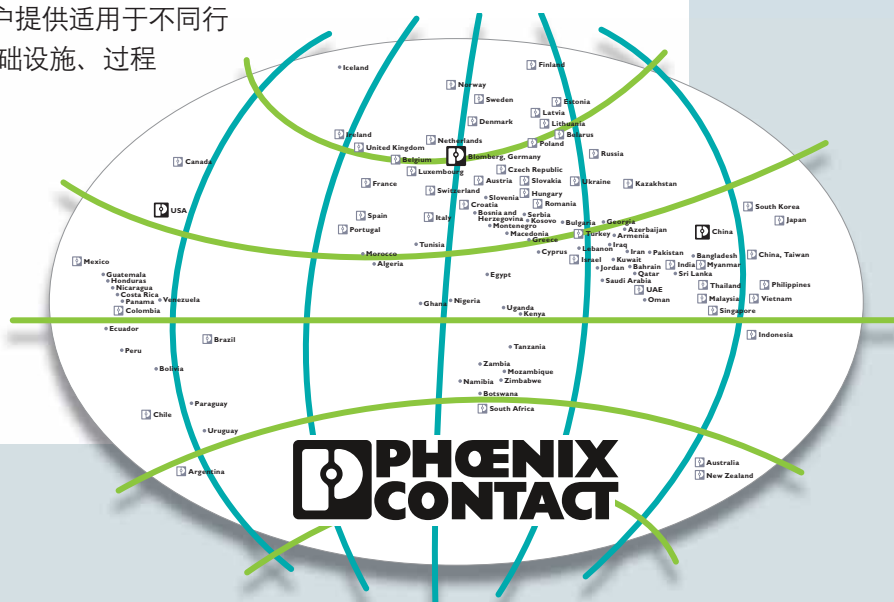 户提供适用于不同行
础设施、过程
Iceland
Finland
Norway
Sweden
Estonia
Latvia
Denmark
Lithuania
Ireland
Belarus
Netherlands
Poland
United Kingdom
Belgium
Blomberg, Germany
Russia
Canada
Luxembourg
Czech Republic
France
Austria
Slovakia
Ukraine
Kazakhstan
Switzerland
Hungary
Slovenia
Croatia
Romania
USA
South Korea
Spain
Italy
Bosnia and
Herzegovina
Serbia
Kosovo
Bulgaria
Georgia
Japan
Portugal
Montenegro
Azerbaijan
China
Macedonia
Turkey
Armenia
Greece
Tunisia
Iraq
Morocco
Cyprus
Lebanon
Iran
Pakistan
Bangladesh
China, Taiwan
Mexico
Algeria
Israel
Kuwait
India
Myanmar
Jordan
Bahrain
Guatemala
Egypt
Qatar
Sri Lanka
Honduras
Saudi Arabia
Nicaragua
UAE
Thailand
Philippines
Costa Rica
Panama
Venezuela
Ghana
Nigeria
Oman
Malaysia
Vietnam
Colombia
Uganda
Kenya
Singapore
Ecuador
Brazil
Indonesia
Peru
Tanzania
Bolivia
Zambia
Mozambique
Namibia
Zimbabwe
Botswana
Paraguay
Chile
South Africa
Uruguay
Argentina
Australia
New Zealand
PHŒNIX
CONTACT